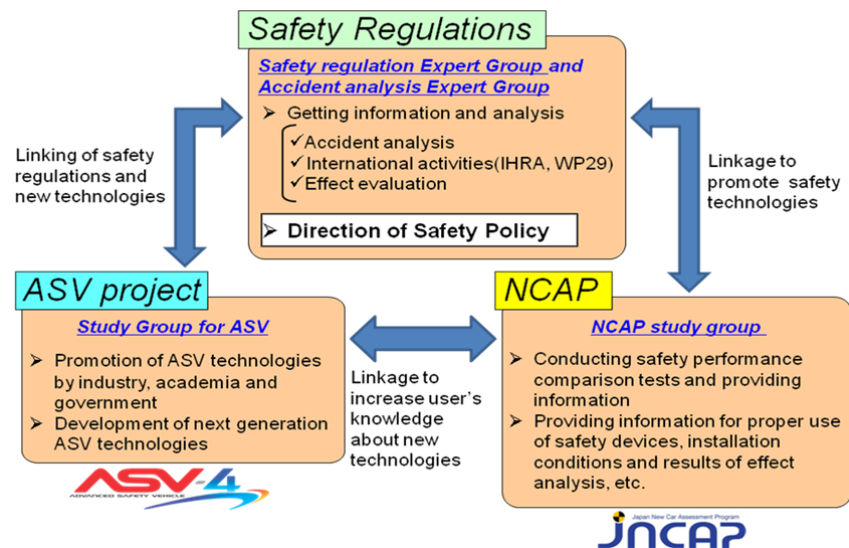 Safety Regulations
Safety regulation Expert Group and
Accident analysis Expert Group
➢ Getting information and analysis
✓Accident analysis
✓International activities(IHRA, WP29)
✓Effect evaluation
➢ Direction of Safety Policy
Linking of safety
regulations and
new technologies
Linkage to
promote safety
technologies
ASV project
Study Group for ASV
➢ Promotion of ASV technologies
by industry, academia and
government
➢ Development of next generation
ASV technologies
ASV-4
ADVANCED SAFETY VEHICLE
Linkage to
increase user's
knowledge
about new
technologies
NCAP
NCAP study group
➢ Conducting safety performance
comparison tests and providing
information
➢ Providing information for proper use
of safety devices, installation
conditions and results of effect
analysis, etc.
Japan New Car Assessment Program
JNCAP